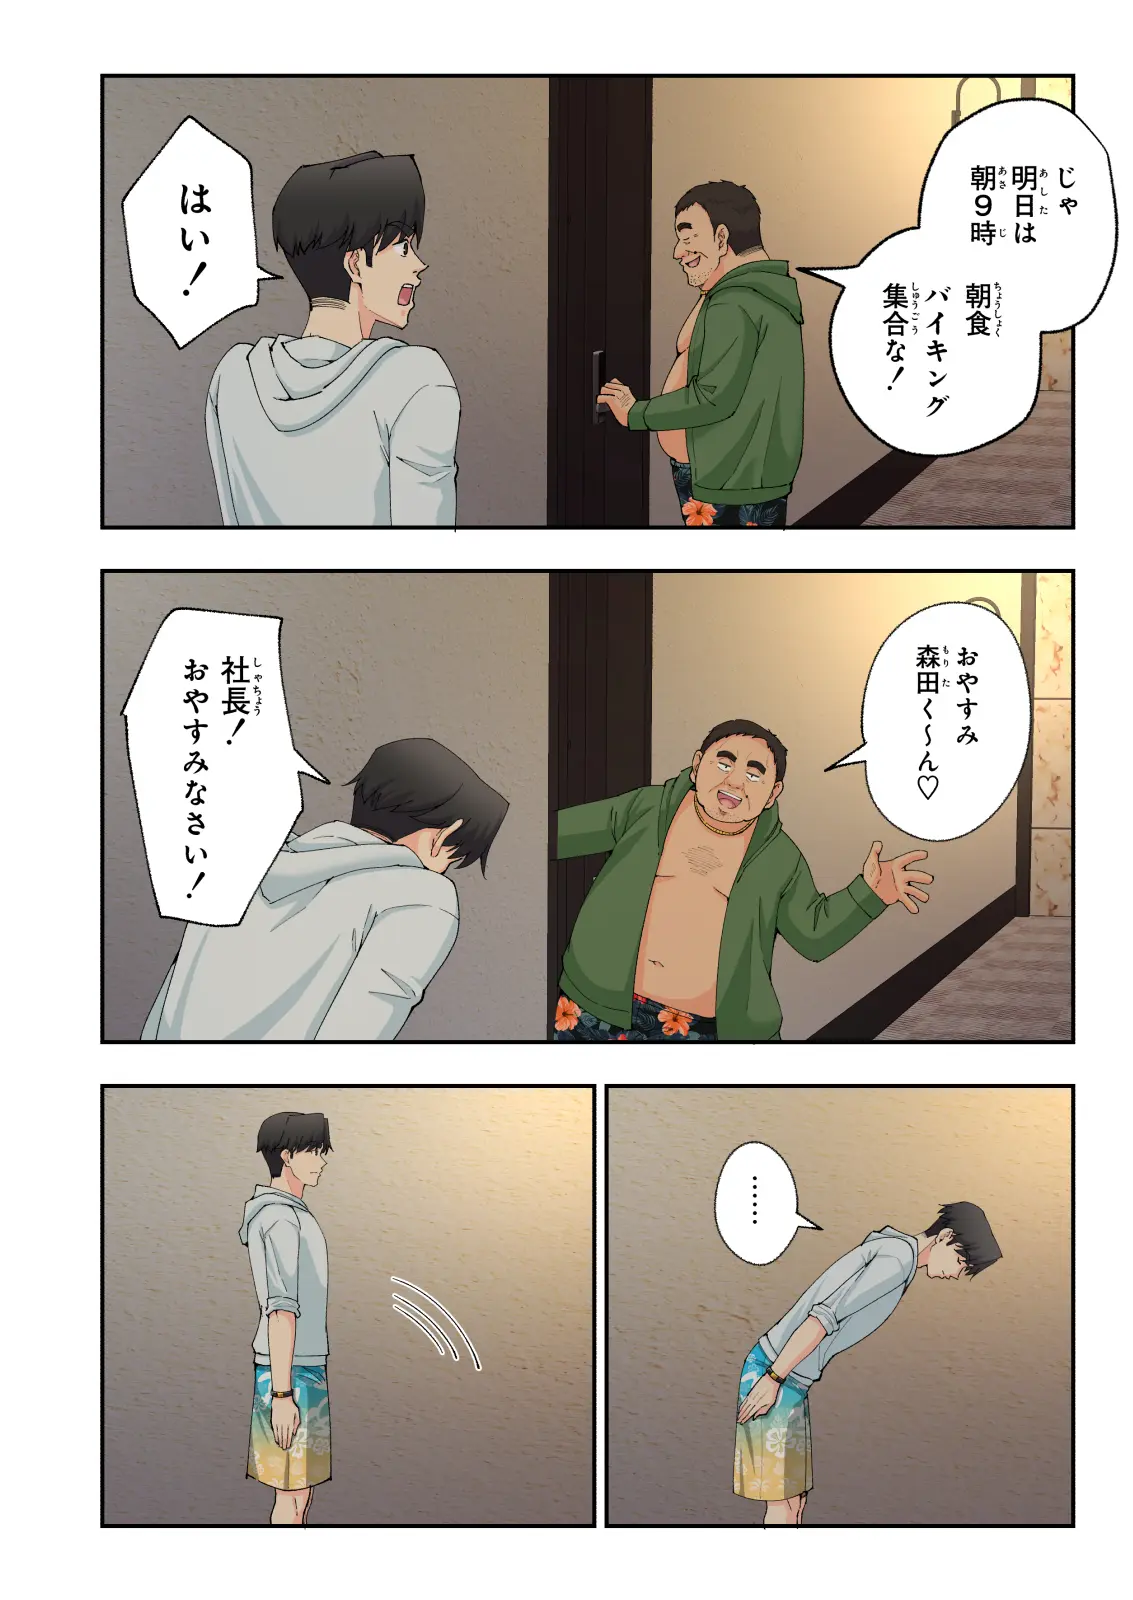 じゃ
明日は
朝9時
朝食
バイキング
集合な！
はい！
おやすみ
森田く～ん♡
社長！
おやすみなさい！
……